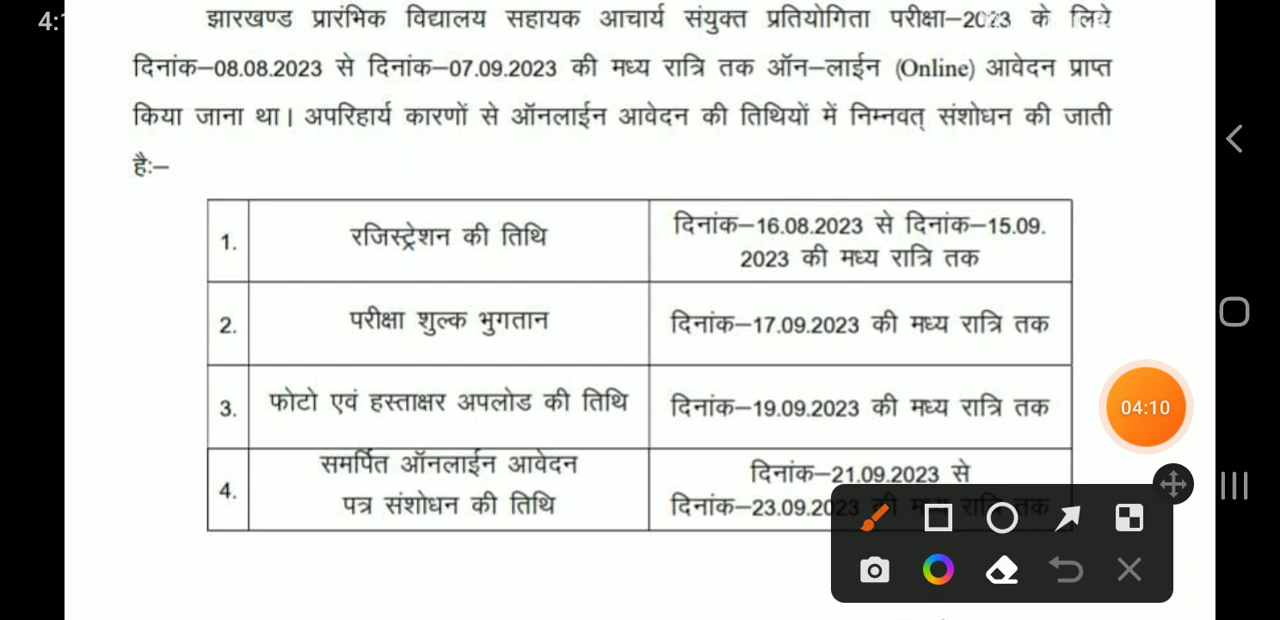 4:
झारखण्ड प्रारंभिक विद्यालय सहायक आचार्य संयुक्त प्रतियोगिता परीक्षा–2023 के लिये
दिनांक–08.08.2023 से दिनांक–07.09.2023 की मध्य रात्रि तक ऑन–लाईन (Online) आवेदन प्राप्त
किया जाना था। अपरिहार्य कारणों से ऑनलाईन आवेदन की तिथियों में निम्नवत् संशोधन की जाती
है:–
1. रजिस्ट्रेशन की तिथि दिनांक–16.08.2023 से दिनांक–15.09.
2023 की मध्य रात्रि तक
2. परीक्षा शुल्क भुगतान दिनांक–17.09.2023 की मध्य रात्रि तक
3. फोटो एवं हस्ताक्षर अपलोड की तिथि दिनांक–19.09.2023 की मध्य रात्रि तक
4. समर्पित ऑनलाईन आवेदन
पत्र संशोधन की तिथि
दिनांक–21.09.2023 से
दिनांक–23.09.2023 की मध्य रात्रि तक
04:10